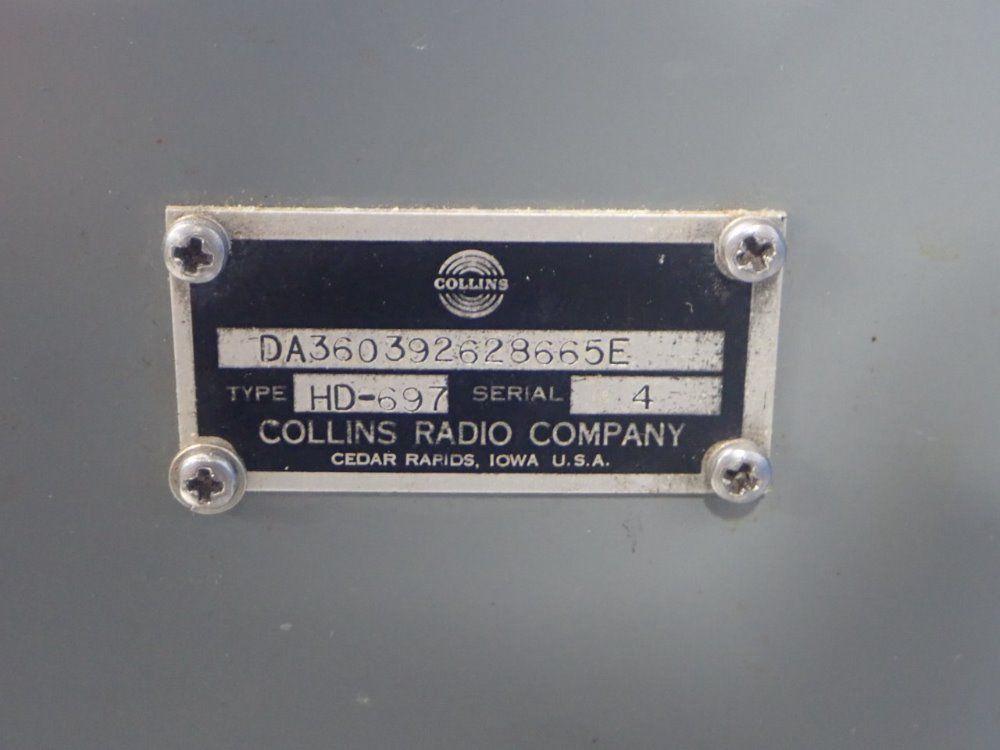 COLLINS
DA360392628665E
TYPE HD-697 SERIAL 4
COLLINS RADIO COMPANY
CEDAR RAPIDS, IOWA U.S.A.